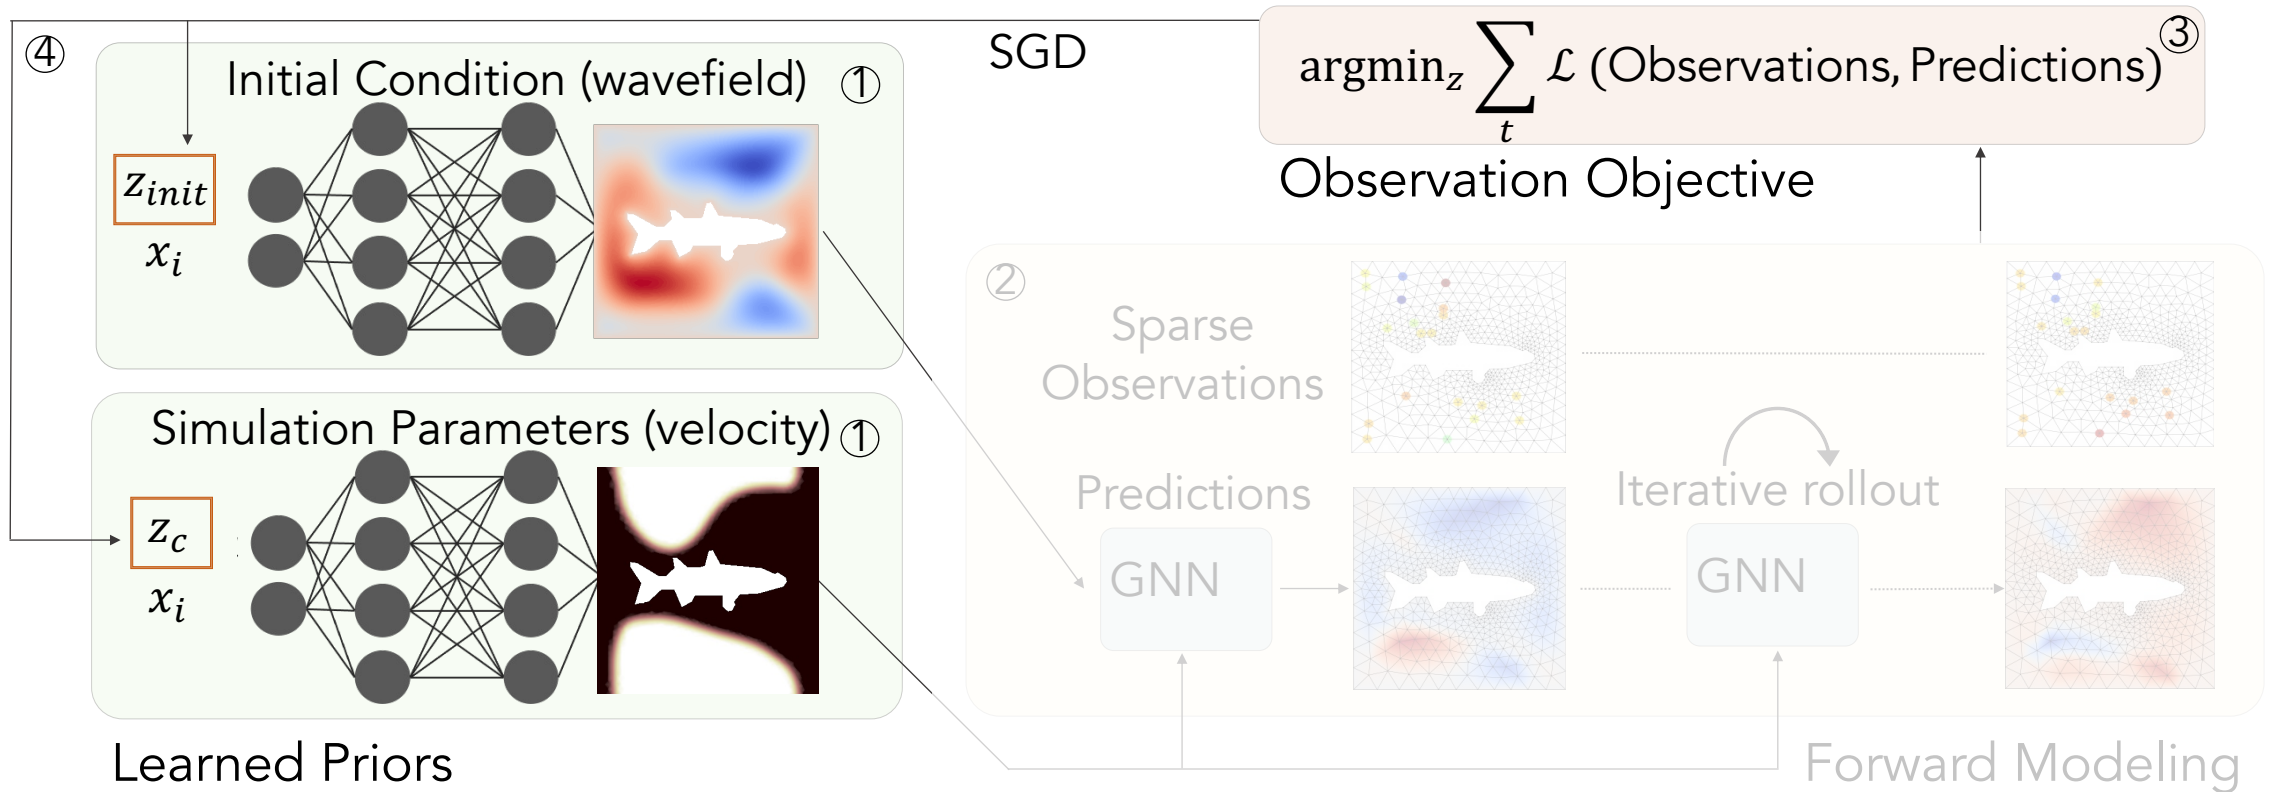 ④
SGD
Initial Condition (wavefield) ①
z_init
x_i
Simulation Parameters (velocity) ①
z_c
x_i
Learned Priors
argmin_z ∑_t ℒ (Observations, Predictions) ③
Observation Objective
②
Sparse
Observations
Predictions
Iterative rollout
GNN
GNN
Forward Modeling